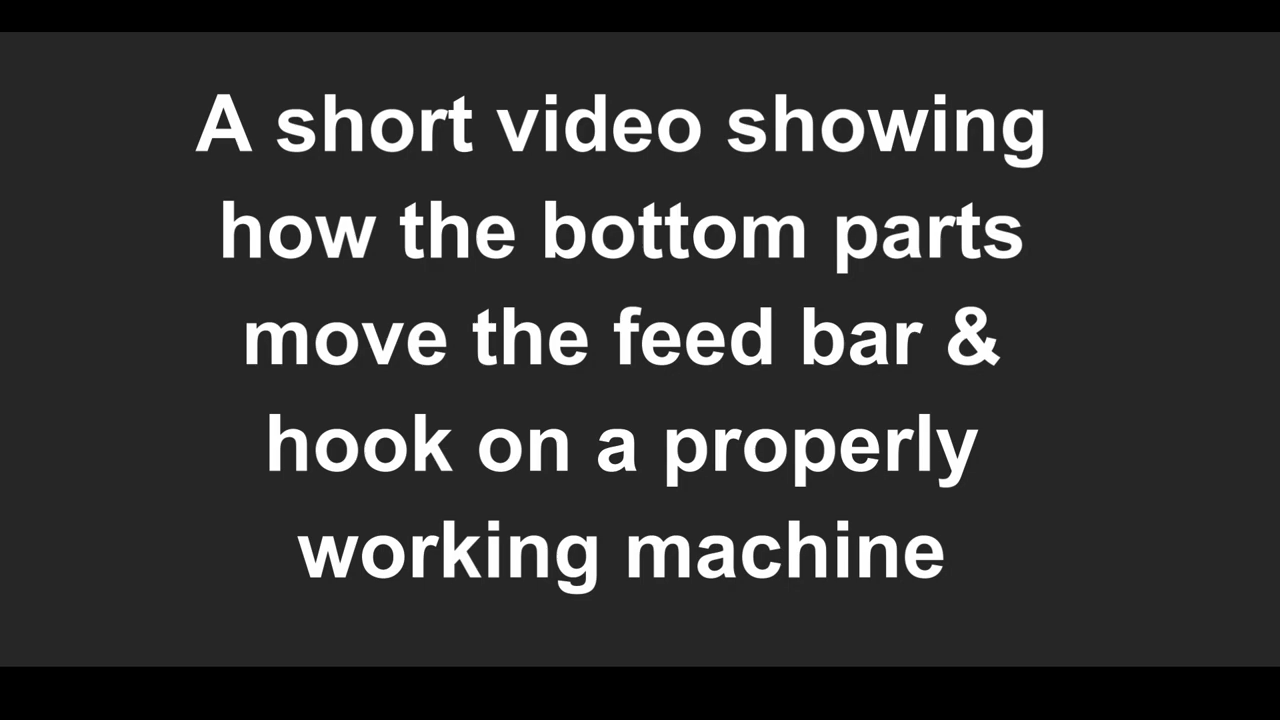 A short video showing
how the bottom parts
move the feed bar &
hook on a properly
working machine